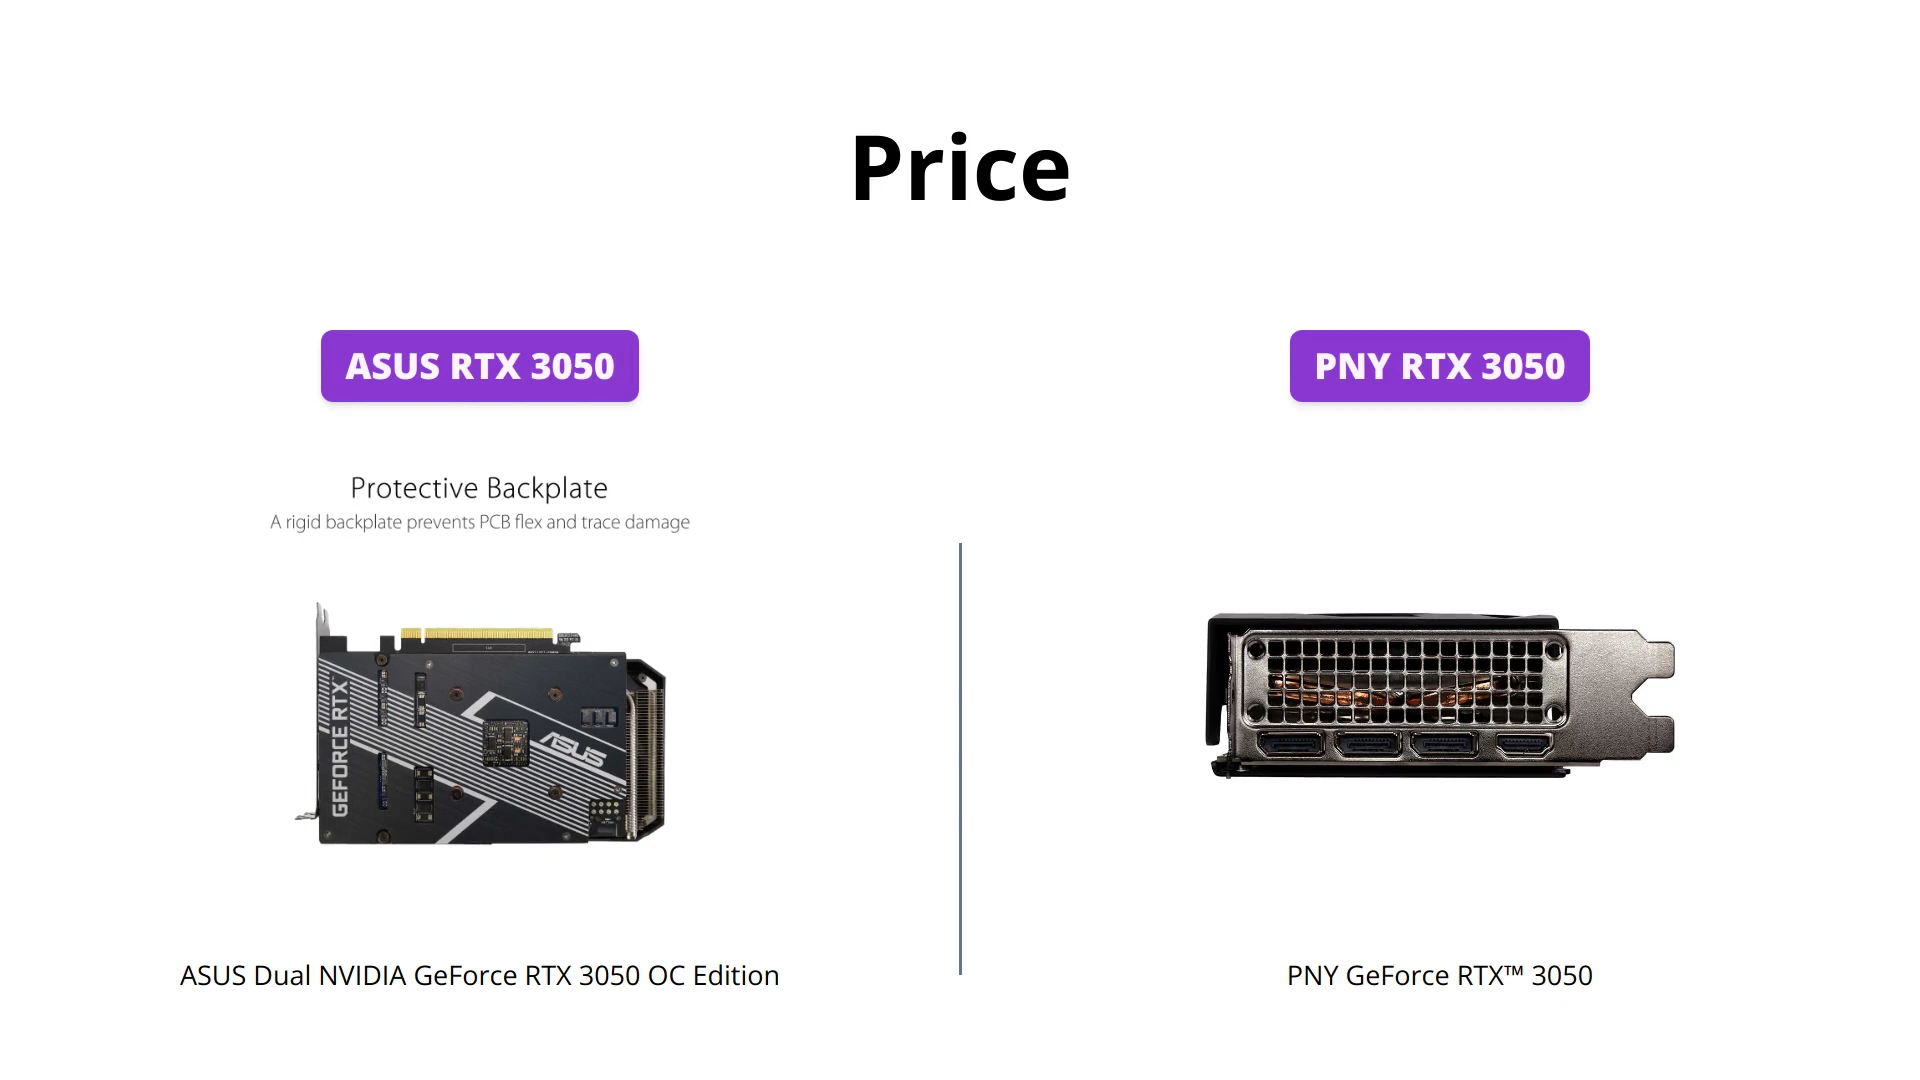 Price
ASUS RTX 3050
PNY RTX 3050
Protective Backplate
A rigid backplate prevents PCB flex and trace damage
GEFORCE RTX™
ASUS
ASUS Dual NVIDIA GeForce RTX 3050 OC Edition
PNY GeForce RTX™ 3050